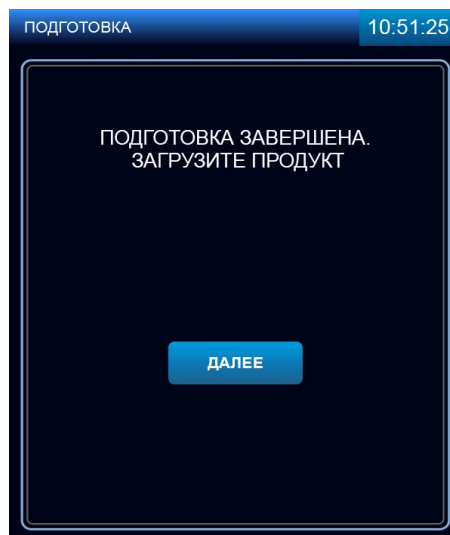 ПОДГОТОВКА 10:51:25
ПОДГОТОВКА ЗАВЕРШЕНА.
ЗАГРУЗИТЕ ПРОДУКТ
ДАЛЕЕ